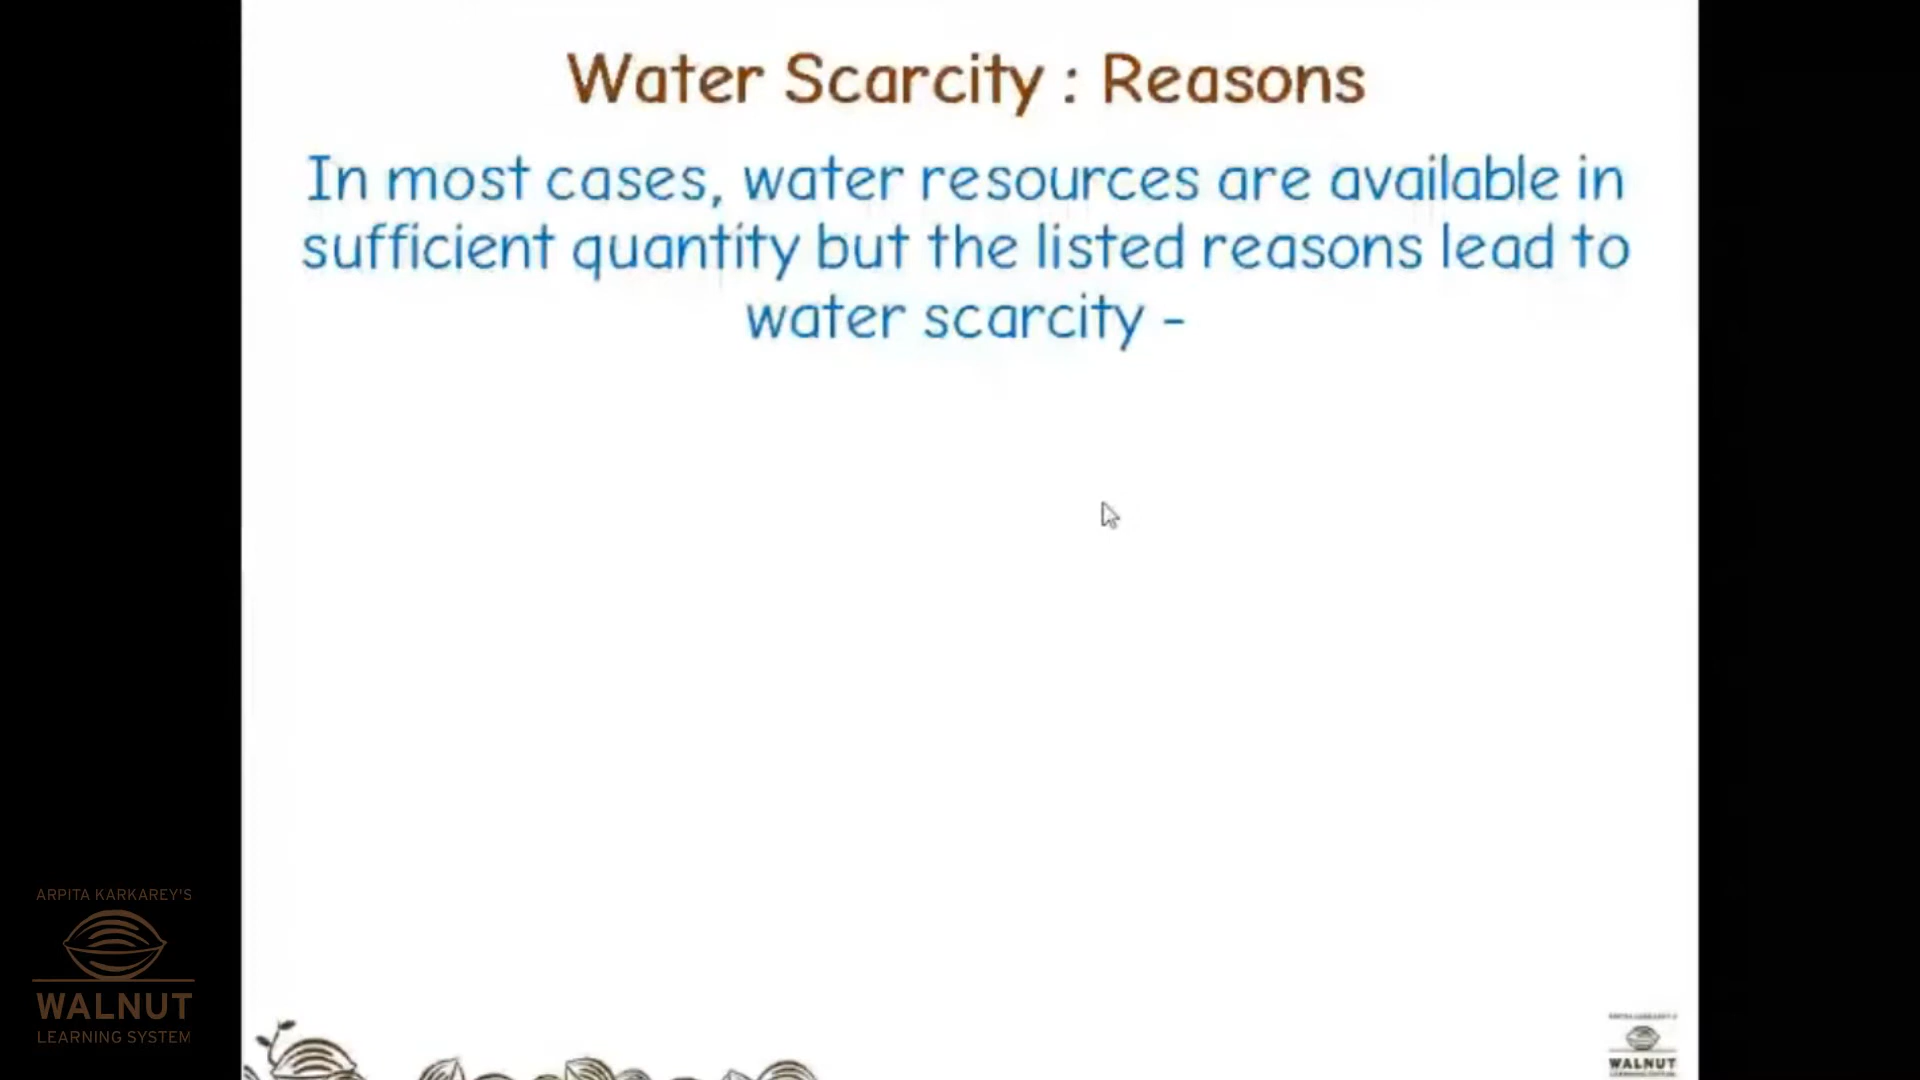 Water Scarcity : Reasons
In most cases, water resources are available in
sufficient quantity but the listed reasons lead to
water scarcity -
ARPITA KARKAREY'S
WALNUT
LEARNING SYSTEM
WALNUT